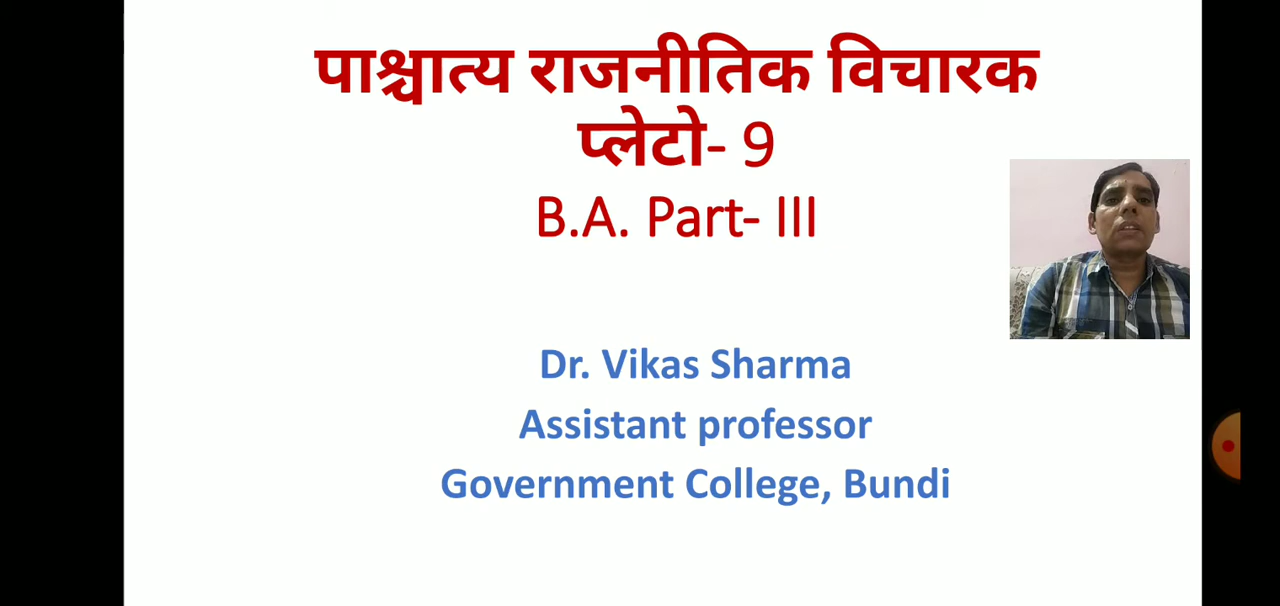 पाश्चात्य राजनीतिक विचारक
प्लेटो- 9
B.A. Part- III
Dr. Vikas Sharma
Assistant professor
Government College, Bundi